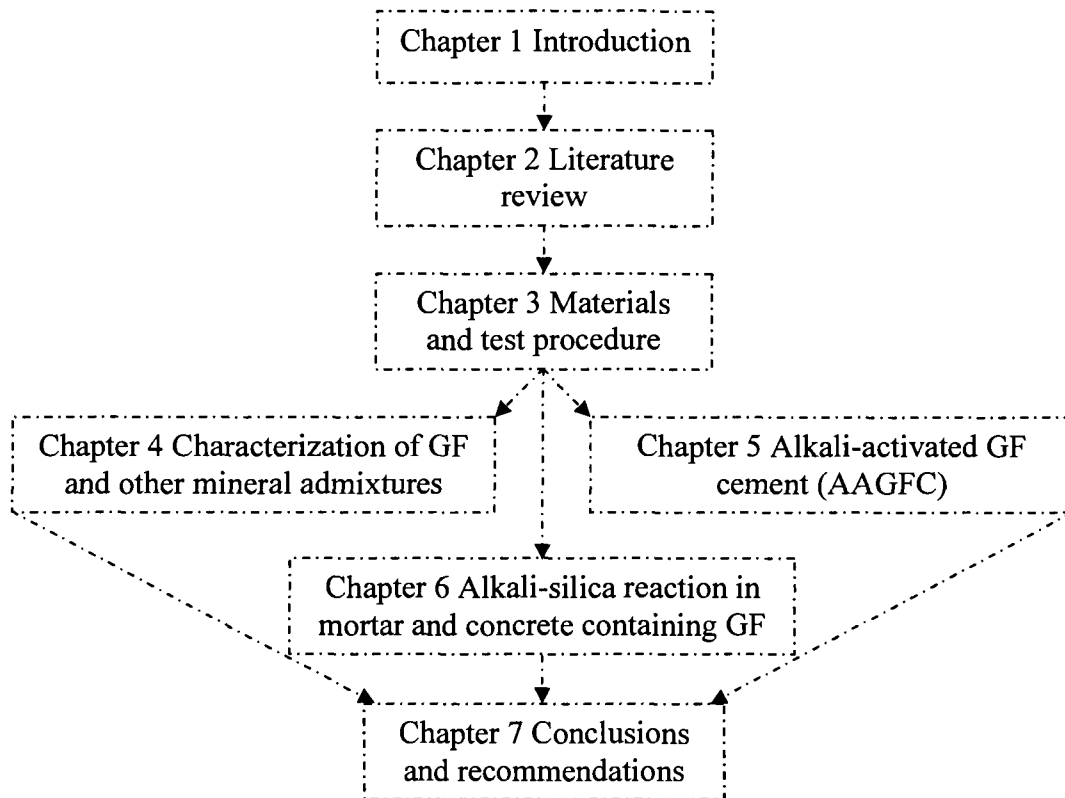 Chapter 1 Introduction
Chapter 2 Literature
review
Chapter 3 Materials
and test procedure
Chapter 4 Characterization of GF
and other mineral admixtures
Chapter 5 Alkali-activated GF
cement (AAGFC)
Chapter 6 Alkali-silica reaction in
mortar and concrete containing GF
Chapter 7 Conclusions
and recommendations